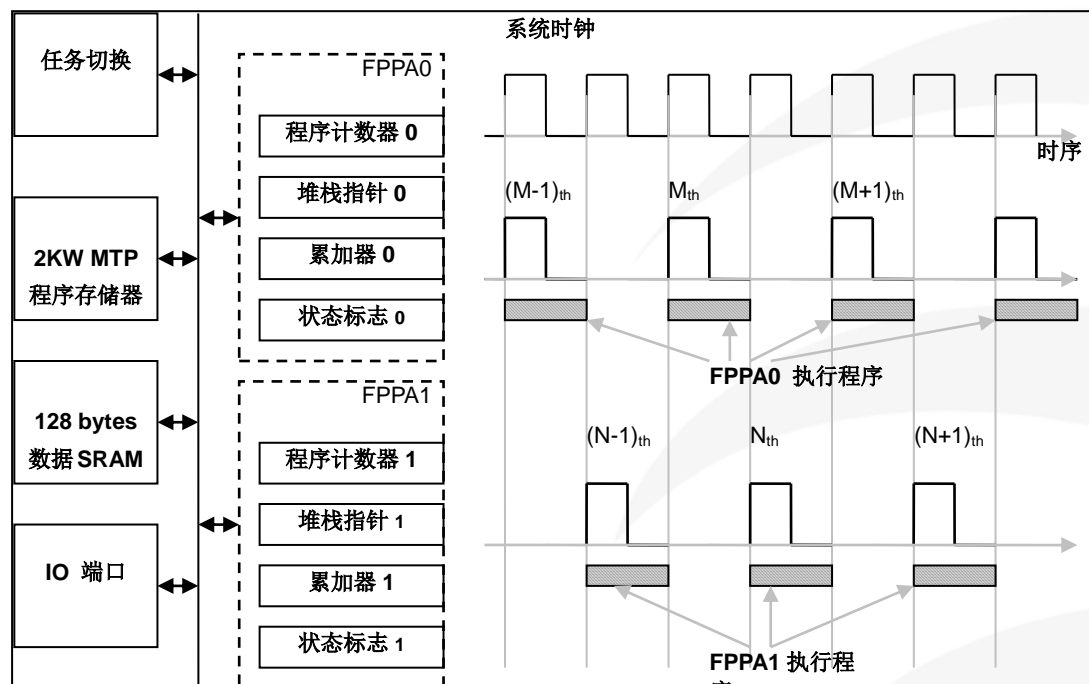 系统时钟
任务切换
FPPA0
程序计数器 0
时序
堆栈指针 0
(M-1)th
Mth
(M+1)th
2KW MTP
程序存储器
累加器 0
状态标志 0
FPPA0 执行程序
FPPA1
128 bytes
数据 SRAM
(N-1)th
Nth
(N+1)th
程序计数器 1
堆栈指针 1
IO 端口
累加器 1
状态标志 1
FPPA1 执行程